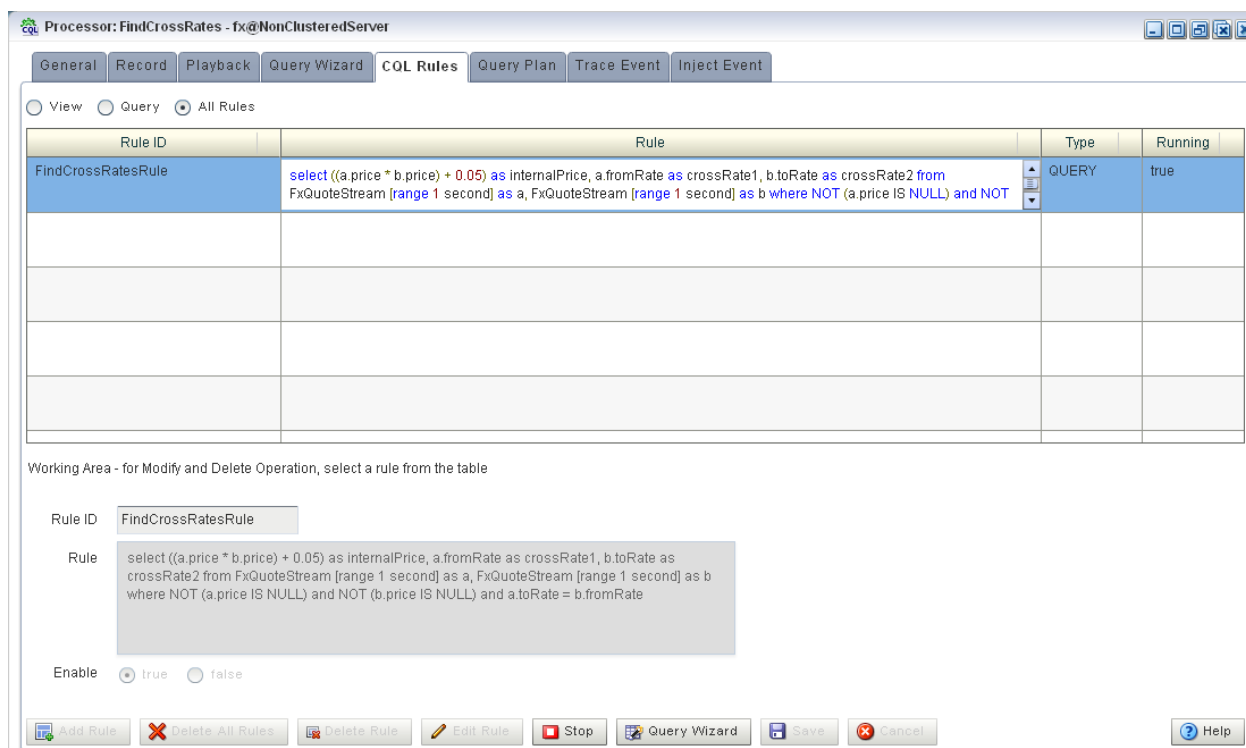 CQL Processor: FindCrossRates - fx@NonClusteredServer
General Record Playback Query Wizard CQL Rules Query Plan Trace Event Inject Event
View Query All Rules
Rule ID Rule Type Running
FindCrossRatesRule
select ((a.price * b.price) + 0.05) as internalPrice, a.fromRate as crossRate1, b.toRate as crossRate2 from
FxQuoteStream [range 1 second] as a, FxQuoteStream [range 1 second] as b where NOT (a.price IS NULL) and NOT
QUERY
true
Working Area - for Modify and Delete Operation, select a rule from the table
Rule ID FindCrossRatesRule
Rule
select ((a.price * b.price) + 0.05) as internalPrice, a.fromRate as crossRate1, b.toRate as
crossRate2 from FxQuoteStream [range 1 second] as a, FxQuoteStream [range 1 second] as b
where NOT (a.price IS NULL) and NOT (b.price IS NULL) and a.toRate = b.fromRate
Enable true false
Add Rule Delete All Rules Delete Rule Edit Rule Stop Query Wizard Save Cancel Help